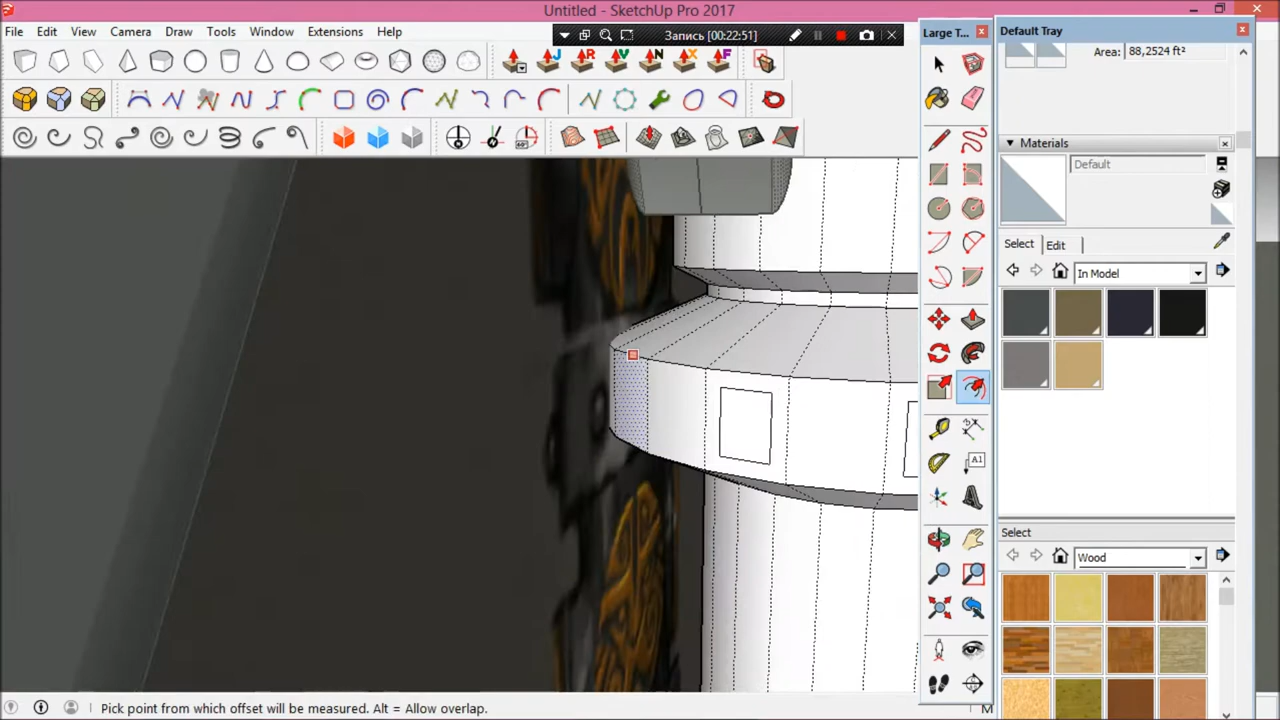 Untitled - SketchUp Pro 2017
File Edit View Camera Draw Tools Window Extensions Help
Запись [00:22:51]
J R V N X F
60°
Large T...
A1
Default Tray
Area: 88,2524 ft²
Materials
Default
Select Edit
In Model
Select
Wood
Pick point from which offset will be measured. Alt = Allow overlap.
M